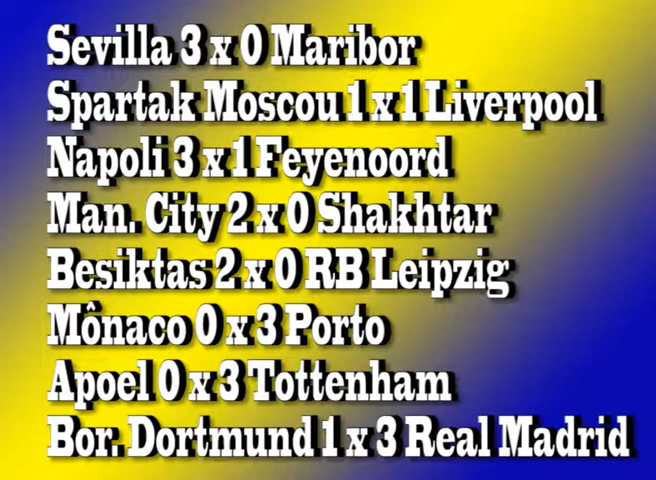 Sevilla 3 x 0 Maribor
Spartak Moscou 1 x 1 Liverpool
Napoli 3 x 1 Feyenoord
Man. City 2 x 0 Shakhtar
Besiktas 2 x 0 RB Leipzig
Mônaco 0 x 3 Porto
Apoel 0 x 3 Tottenham
Bor. Dortmund 1 x 3 Real Madrid